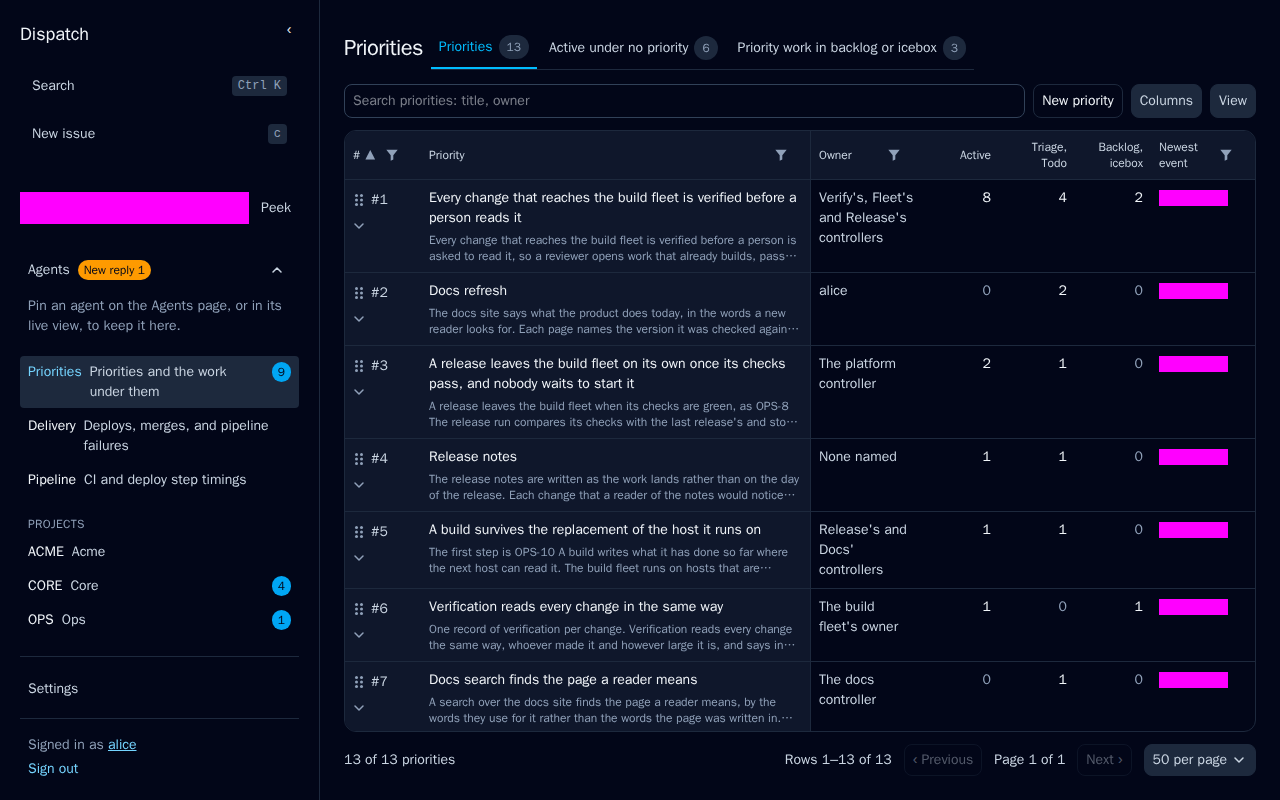 Dispatch
‹
Search
Ctrl K
New issue
C
Peek
Agents
New reply 1
Pin an agent on the Agents page, or in its
live view, to keep it here.
Priorities
Priorities and the work
under them
9
Delivery
Deploys, merges, and pipeline
failures
Pipeline
CI and deploy step timings
PROJECTS
ACME Acme
CORE Core
4
OPS Ops
1
Settings
Signed in as alice
Sign out
Priorities
Priorities 13
Active under no priority 6
Priority work in backlog or icebox 3
Search priorities: title, owner
New priority
Columns
View
# ▲
Priority
Owner
Active
Triage,
Todo
Backlog,
icebox
Newest
event
#1
Every change that reaches the build fleet is verified before a
person reads it
Every change that reaches the build fleet is verified before a person is
asked to read it, so a reviewer opens work that already builds, pass…
Verify's, Fleet's
and Release's
controllers
8
4
2
#2
Docs refresh
The docs site says what the product does today, in the words a new
reader looks for. Each page names the version it was checked again…
alice
0
2
0
#3
A release leaves the build fleet on its own once its checks
pass, and nobody waits to start it
A release leaves the build fleet when its checks are green, as OPS-8
The release run compares its checks with the last release's and sto…
The platform
controller
2
1
0
#4
Release notes
The release notes are written as the work lands rather than on the day
of the release. Each change that a reader of the notes would notice…
None named
1
1
0
#5
A build survives the replacement of the host it runs on
The first step is OPS-10 A build writes what it has done so far where
the next host can read it. The build fleet runs on hosts that are…
Release's and
Docs'
controllers
1
1
0
#6
Verification reads every change in the same way
One record of verification per change. Verification reads every change
the same way, whoever made it and however large it is, and says in…
The build
fleet's owner
1
0
1
#7
Docs search finds the page a reader means
A search over the docs site finds the page a reader means, by the
words they use for it rather than the words the page was written in.…
The docs
controller
0
1
0
13 of 13 priorities
Rows 1–13 of 13
‹ Previous
Page 1 of 1
Next ›
50 per page